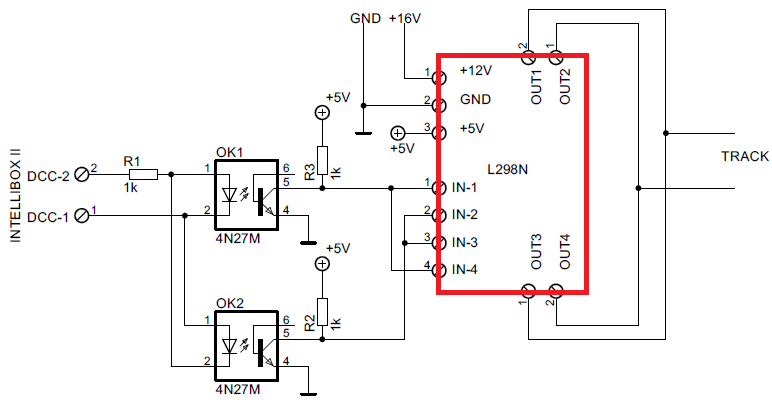 GND +16V
2
1
1
+12V
OUT1
OUT2
2
GND
+5V
3
+5V
+5V
OK1
L298N
TRACK
INTELLIBOX II
DCC-2
2
R1
1k
1
6
5
R3
1k
1
IN-1
DCC-1
1
2
4
2
IN-2
4N27M
3
IN-3
+5V
4
IN-4
OUT3
OUT4
1
2
OK2
1
6
5
R2
1k
2
4
4N27M